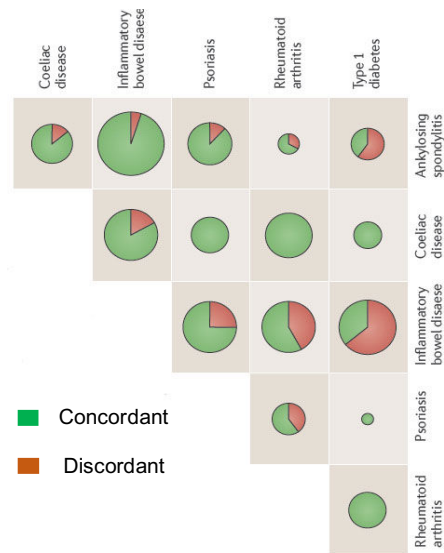 Coeliac
disease
Inflammatory
bowel disaese
Psoriasis
Rheumatoid
arthritis
Type 1
diabetes
Ankylosing
spondylitis
Coeliac
disease
Inflammatory
bowel disaese
Psoriasis
Rheumatoid
arthritis
Concordant
Discordant